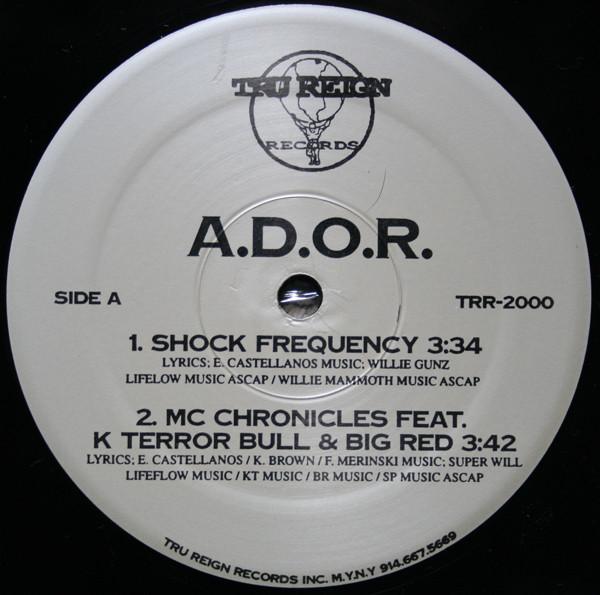 TRU REIGN
RECORDS
A.D.O.R.
SIDE A
TRR-2000
1. SHOCK FREQUENCY 3:34
LYRICS; E. CASTELLANOS MUSIC; WILLIE GUNZ
LIFELOW MUSIC ASCAP / WILLIE MAMMOTH MUSIC ASCAP
2. MC CHRONICLES FEAT.
K TERROR BULL & BIG RED 3:42
LYRICS; E. CASTELLANOS / K. BROWN / F. MERINSKI MUSIC; SUPER WILL
LIFEFLOW MUSIC / KT MUSIC / BR MUSIC / SP MUSIC ASCAP
TRU REIGN RECORDS INC. M.Y.N.Y 914.667.5669